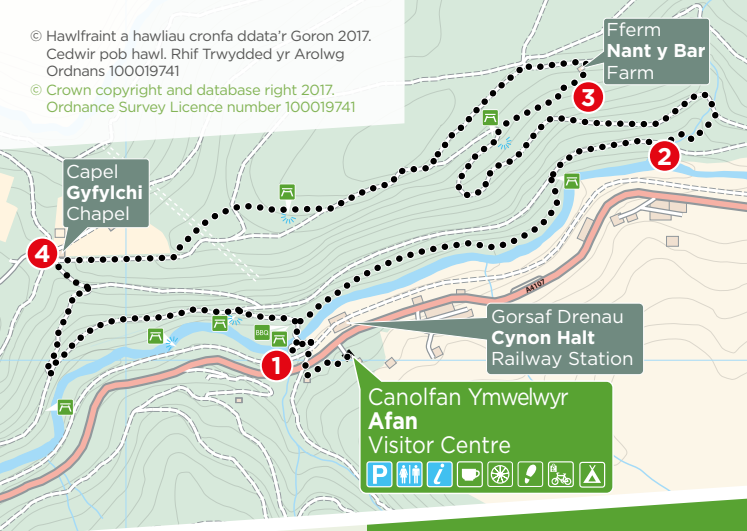 © Hawlfraint a hawliau cronfa ddata'r Goron 2017.
Cedwir pob hawl. Rhif Trwydded yr Arolwg
Ordnans 100019741
© Crown copyright and database right 2017.
Ordnance Survey Licence number 100019741
Fferm
Nant y Bar
Farm
3
2
Capel
Gyfylchi
Chapel
4
A4107
Gorsaf Drenau
Cynon Halt
Railway Station
BBQ
1
Canolfan Ymwelwyr
Afan
Visitor Centre
P
i